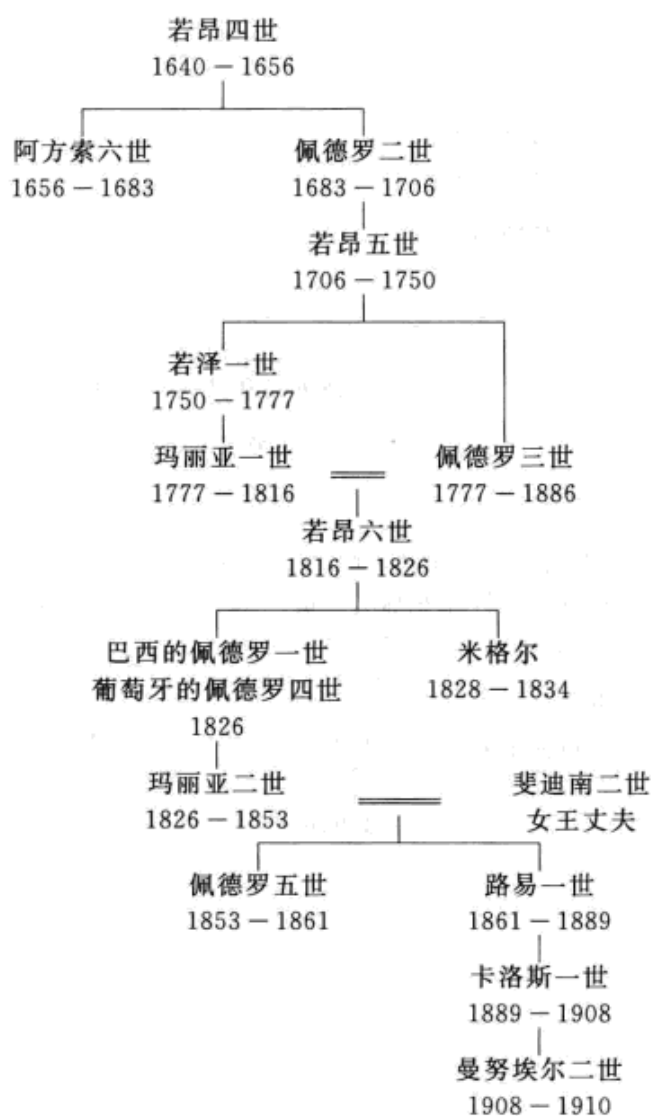 若昂四世
1640 — 1656
阿方索六世
1656 — 1683
佩德罗二世
1683 — 1706
若昂五世
1706 — 1750
若泽一世
1750 — 1777
玛丽亚一世
1777 — 1816
佩德罗三世
1777 — 1886
若昂六世
1816 — 1826
巴西的佩德罗一世
葡萄牙的佩德罗四世
1826
米格尔
1828 — 1834
玛丽亚二世
1826 — 1853
斐迪南二世
女王丈夫
佩德罗五世
1853 — 1861
路易一世
1861 — 1889
卡洛斯一世
1889 — 1908
曼努埃尔二世
1908 — 1910